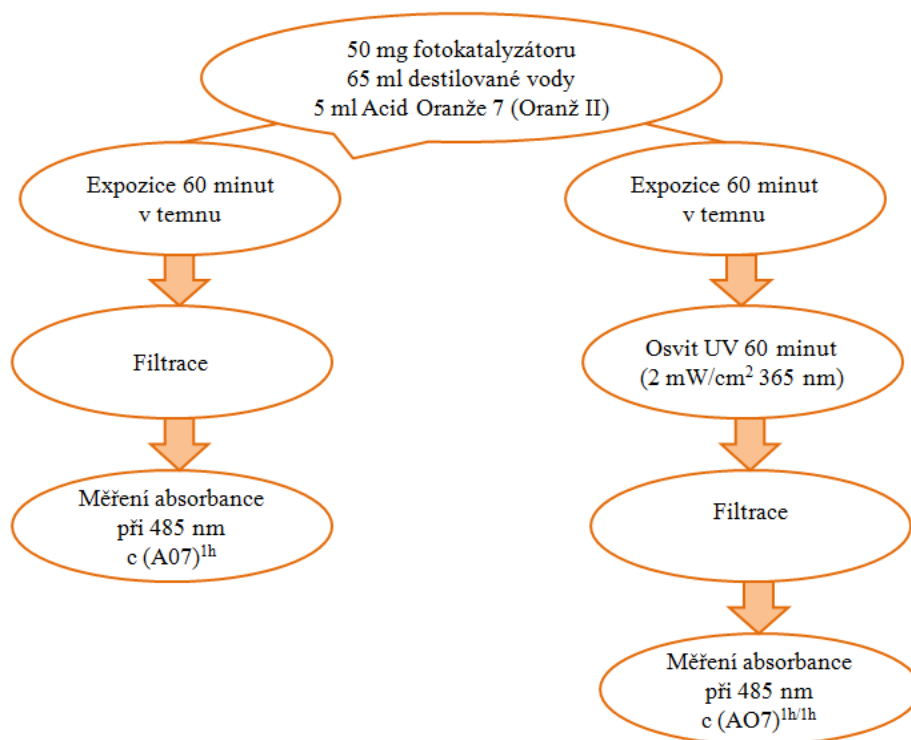 50 mg fotokatalyzátoru
65 ml destilované vody
5 ml Acid Oranže 7 (Oranž II)
Expozice 60 minut
v temnu
Filtrace
Měření absorbance
při 485 nm
c (A07)^1h
Expozice 60 minut
v temnu
Osvit UV 60 minut
(2 mW/cm² 365 nm)
Filtrace
Měření absorbance
při 485 nm
c (AO7)^1h/1h